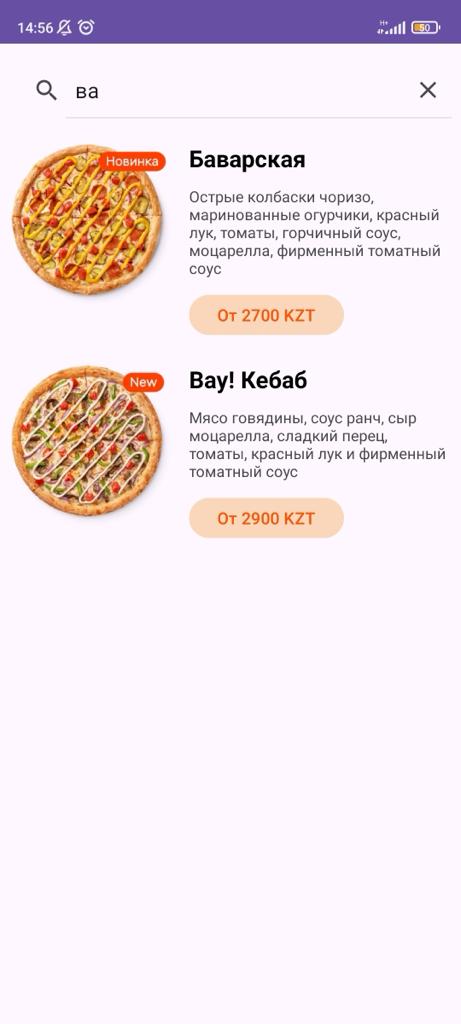 14:56
H+
50
ва
Новинка
Баварская
Острые колбаски чоризо,
маринованные огурчики, красный
лук, томаты, горчичный соус,
моцарелла, фирменный томатный
соус
От 2700 KZT
New
Вау! Кебаб
Мясо говядины, соус ранч, сыр
моцарелла, сладкий перец,
томаты, красный лук и фирменный
томатный соус
От 2900 KZT